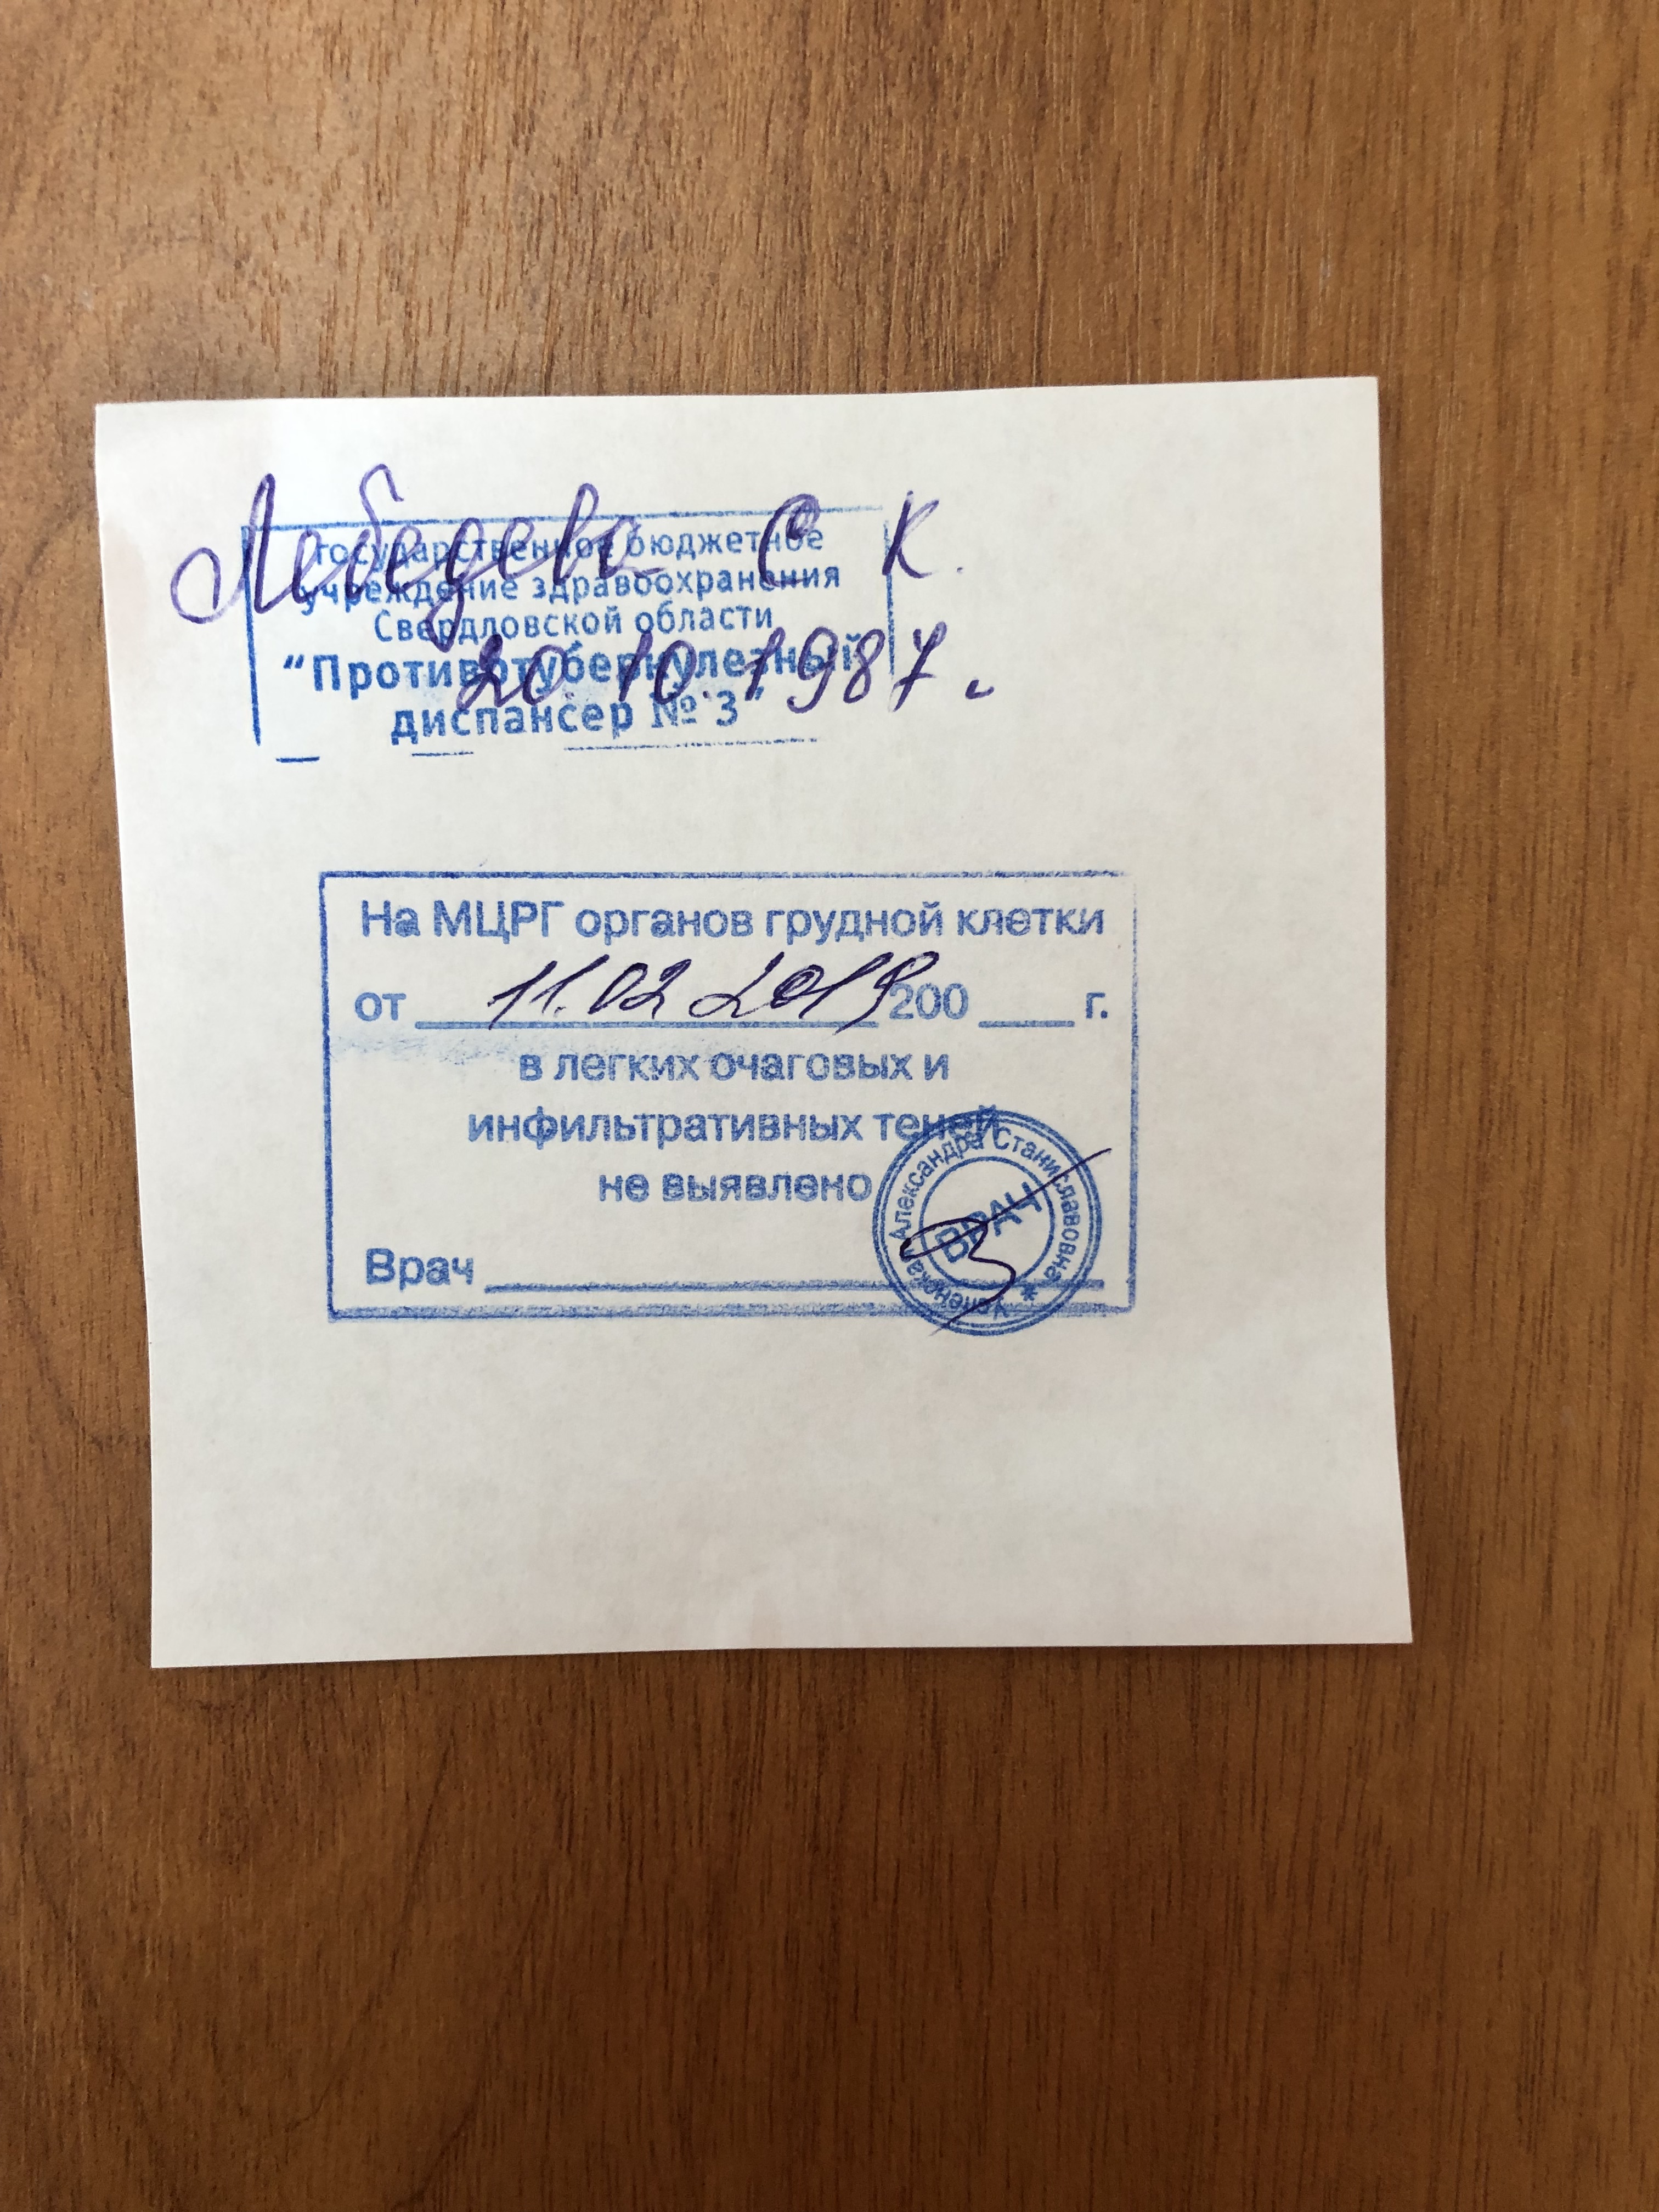 Лебедева С К.
государственное бюджетное
учреждение здравоохранения
Свердловской области
20.10.1987.
“Противотуберкулезный
диспансер № 3”
На МЦРГ органов грудной клетки
от 11.02 2019 200 ____ г.
в легких очаговых и
инфильтративных теней
не выявлено
Врач
Александра Станиславовна *
ВРАЧ